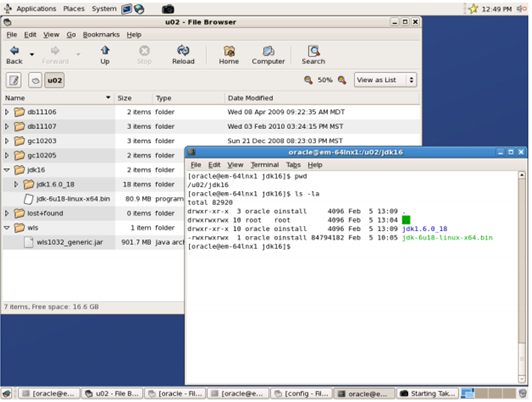 Applications Places System 12:49 PM
u02 - File Browser
File Edit View Go Bookmarks Help
Back Forward Up Stop Reload Home Computer Search
u02 50% View as List
Name Size Type Date Modified
db11106 2 items folder Wed 08 Apr 2009 09:22:35 AM MDT
db11107 3 items folder Wed 03 Feb 2010 03:24:15 PM MST
gc10203 3 items folder Sun 21 Dec 2008 08:23:03 PM MST
gc10205 2 items folder
jdk16 2 items folder
jdk1.6.0_18 18 items folder
jdk-6u18-linux-x64.bin 80.9 MB program
lost+found 0 items folder
wls 1 item folder
wls1032_generic.jar 901.7 MB java arch
7 items, Free space: 16.6 GB
oracle@em-64lnx1:/u02/jdk16
File Edit View Terminal Tabs Help
[oracle@em-64lnx1 jdk16]$ pwd
/u02/jdk16
[oracle@em-64lnx1 jdk16]$ ls -la
total 82920
drwxr-xr-x 3 oracle oinstall 4096 Feb 5 13:09 .
drwxrwxrwx 10 root root 4096 Feb 5 13:04
drwxr-xr-x 10 oracle oinstall 4096 Feb 5 13:09 jdk1.6.0_18
-rwxrwxrwx 1 oracle oinstall 84794182 Feb 5 10:05 jdk-6u18-linux-x64.bin
[oracle@em-64lnx1 jdk16]$
[oracle@e... u02 - File B... [oracle - Fil... [oracle@e... [config - Fil... oracle@e... Starting Tak...